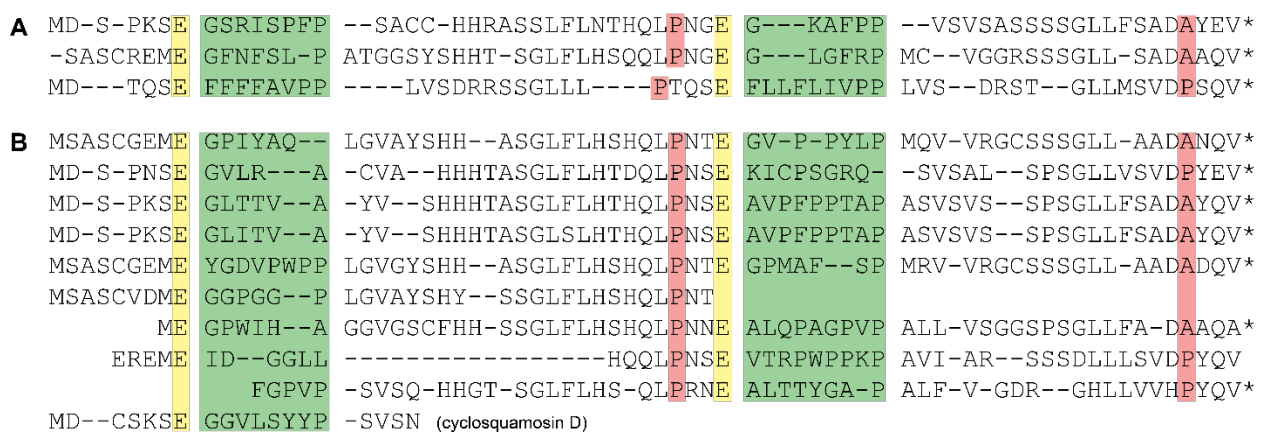 A MD-S-PKSE GSRISPFP --SACC-HHRASSLFLNTHQLPNGE G---KAFPP --VSVSASSSSGLLFSADAYEV*
-SASCREME GFNFSL-P ATGGSYSHHT-SGLFLHSQQLPNGE G---LGFRP MC--VGGRSSSGLL-SADAAQV*
MD---TQSE FFFFAVPP ----LVSDRRSSGLLL----PTQSE FLLFLIVPP LVS--DRST--GLLMSVDPSQV*
B MSASCGEME GPIYAQ-- LGVAYSHH--ASGLFLHSHQLPNTE GV-P-PYLP MQV-VRGCSSSGLL-AADANQV*
MD-S-PNSE GVLR---A -CVA--HHHTASGLFLHTDQLPNSE KICPSGRQ- -SVSAL--SPSGLLVSVDPYEV*
MD-S-PKSE GLTTV--A -YV--SHHHTASGLFLHTHQLPNSE AVPFPPTAP ASVSVS--SPSGLLFSADAYQV*
MD-S-PKSE GLITV--A -YV--SHHHTASGLSLHTHQLPNSE AVPFPPTAP ASVSVS--SPSGLLFSADAYQV*
MSASCGEME YGDVPWPP LGVGYSHH--ASGLFLHSHQLPNTE GPMAF--SP MRV-VRGCSSSGLL-AADADQV*
MSASCVDME GGPGG--P LGVAYSHY--SSGLFLHSHQLPNT
ME GPWIH--A GGVGSCFHH-SSGLFLHSHQLPNNE ALQPAGPVP ALL-VSGGSPSGLLFA-DAAQA*
EREME ID--GGLL -----------------HQQLPNSE VTRPWPPKP AVI-AR--SSSDLLLSVDPYQV
FGPVP -SVSQ-HHGT-SGLFLHS-QLPRNE ALTTYGA-P ALF-V-GDR--GHLLVVHPYQV*
MD--CSKSE GGVLSYYP -SVSN (cyclosquamosin D)